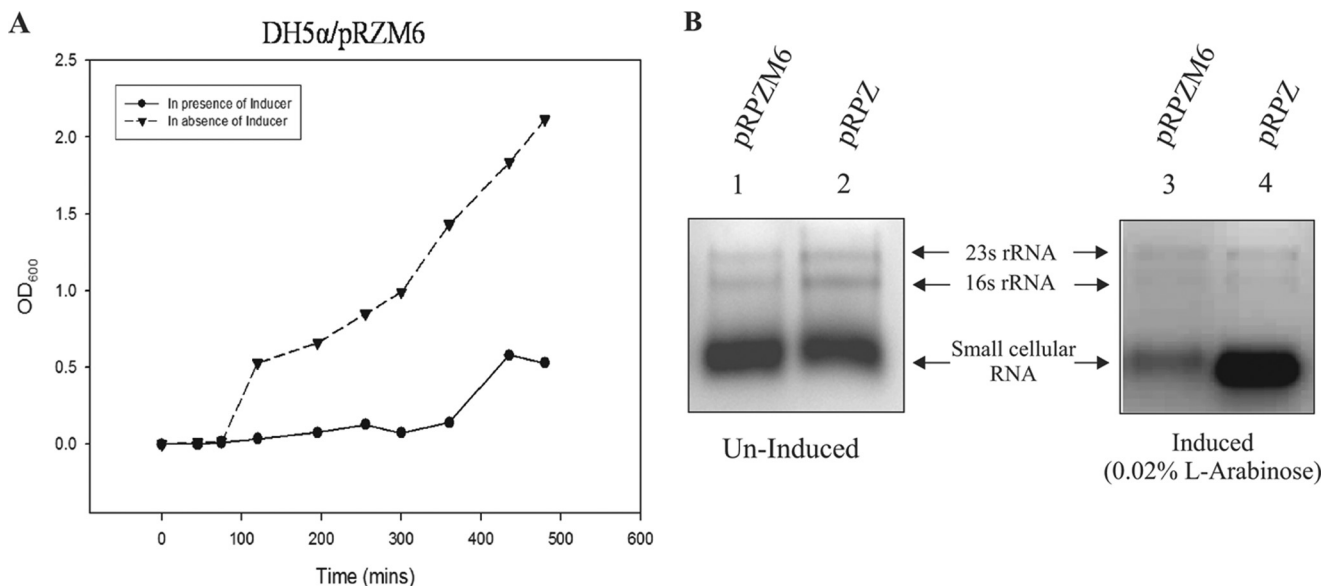 A
DH5α/pRZM6
2.5
2.0
1.5
1.0
0.5
0.0
OD600
In presence of Inducer
In absence of Inducer
0 100 200 300 400 500 600
Time (mins)
B
pRPZM6 pRPZ pRPZM6 pRPZ
1 2 3 4
23s rRNA
16s rRNA
Small cellular
RNA
Un-Induced
Induced
(0.02% L-Arabinose)